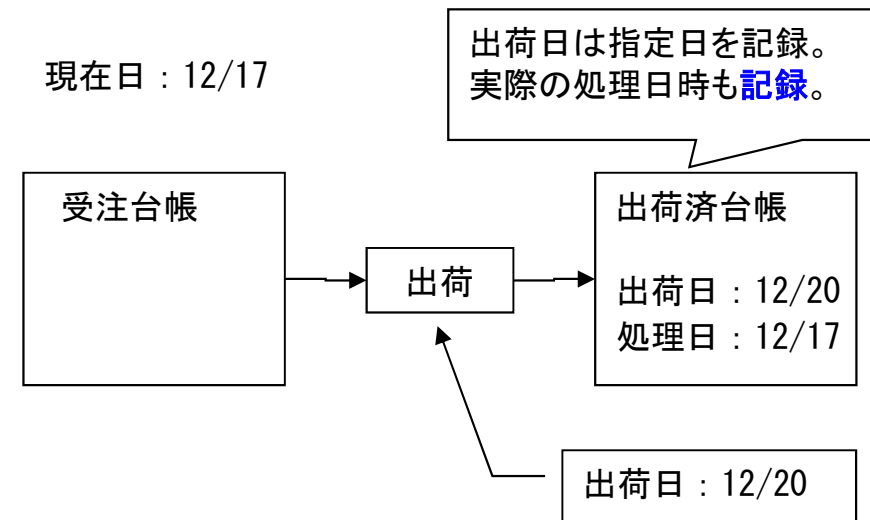 現在日：12/17
出荷日は指定日を記録。
実際の処理日時も記録。
受注台帳
出荷
出荷済台帳
出荷日：12/20
処理日：12/17
出荷日：12/20